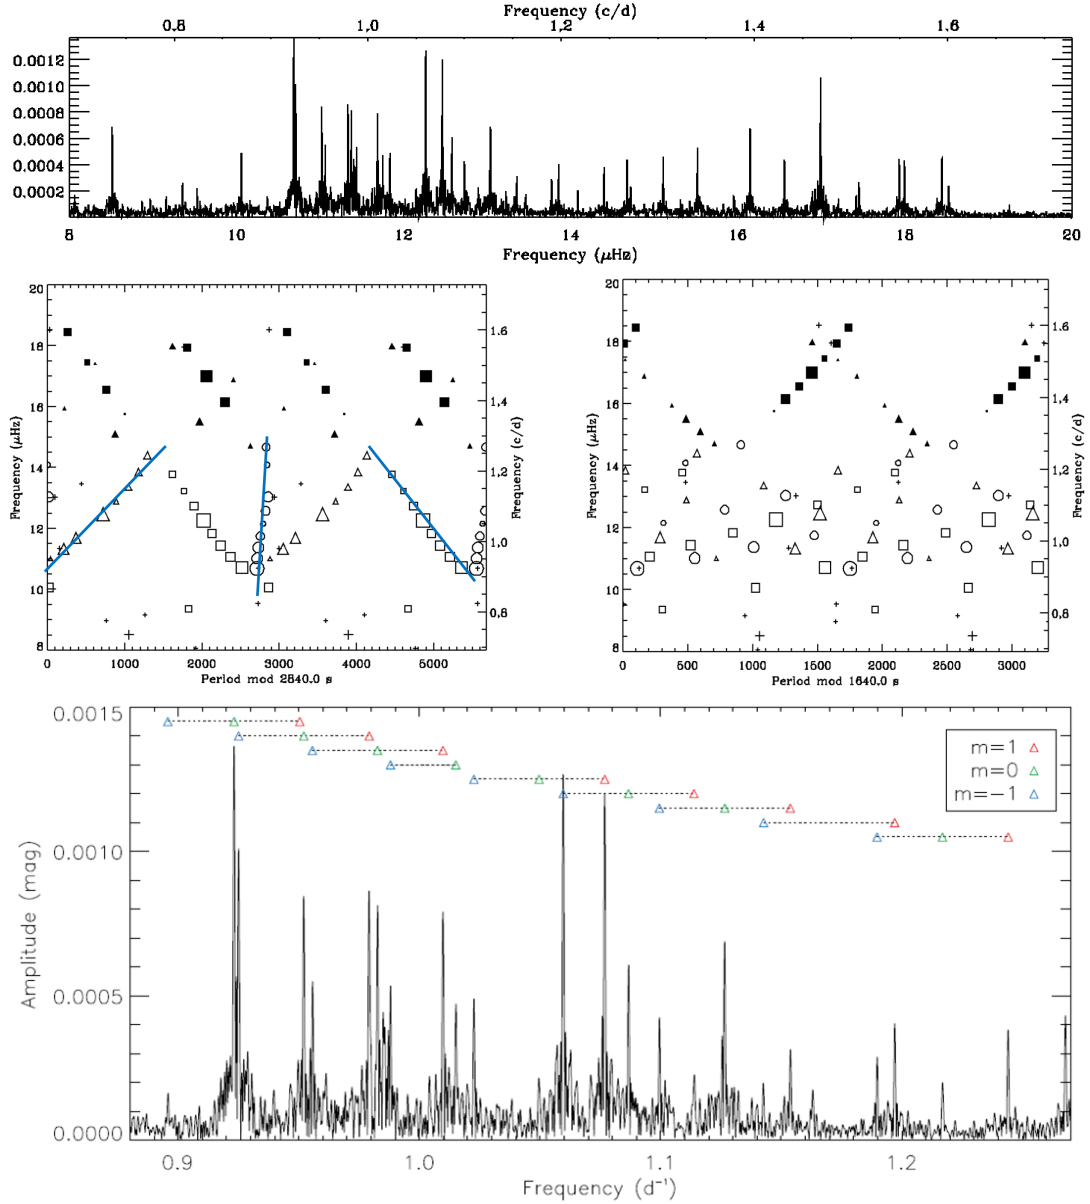 Frequency (c/d)
0.8 1.0 1.2 1.4 1.6
0.0012
0.0010
0.0008
0.0006
0.0004
0.0002
8 10 12 14 16 18 20
Frequency (μHz)
20
18
16
14
12
10
8
Frequency (μHz)
1.6
1.4
1.2
1.0
0.8
Frequency (c/d)
0 1000 2000 3000 4000 5000
Period mod 2840.0 s
20
18
16
14
12
10
8
Frequency (μHz)
1.6
1.4
1.2
1.0
0.8
Frequency (c/d)
0 500 1000 1500 2000 2500 3000
Period mod 1640.0 s
0.0015
0.0010
0.0005
0.0000
Amplitude (mag)
m=1
m=0
m=−1
0.9 1.0 1.1 1.2
Frequency (d⁻¹)